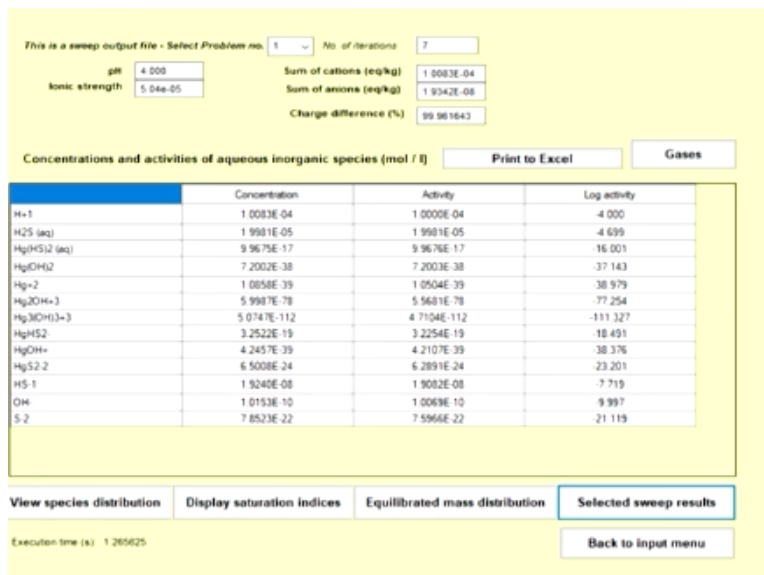 This is a sweep output file - Select Problem no. 1 No. of iterations 7
pH 4.000 Sum of cations (eq/kg) 1.0083E-04
Ionic strength 5.04e-05 Sum of anions (eq/kg) 1.9342E-08
Charge difference (%) 99.961643
Concentrations and activities of aqueous inorganic species (mol / l) Print to Excel Gases
Concentration Activity Log activity
H+1 1.0083E-04 1.0000E-04 -4.000
H2S (aq) 1.9981E-05 1.9981E-05 -4.699
Hg(HS)2 (aq) 9.9675E-17 9.9676E-17 -16.001
Hg(OH)2 7.2002E-38 7.2003E-38 -37.143
Hg+2 1.0858E-39 1.0504E-39 -38.979
Hg2OH+3 5.9987E-78 5.5681E-78 -77.254
Hg3(OH)3+3 5.0747E-112 4.7104E-112 -111.327
HgHS2- 3.2522E-19 3.2254E-19 -18.491
HgOH+ 4.2457E-39 4.2107E-39 -38.376
HgS2-2 6.5008E-24 6.2891E-24 -23.201
HS-1 1.9240E-08 1.9082E-08 -7.719
OH- 1.0153E-10 1.0069E-10 -9.997
S-2 7.8523E-22 7.5966E-22 -21.119
View species distribution Display saturation indices Equilibrated mass distribution Selected sweep results
Execution time (s) 1.265625 Back to input menu